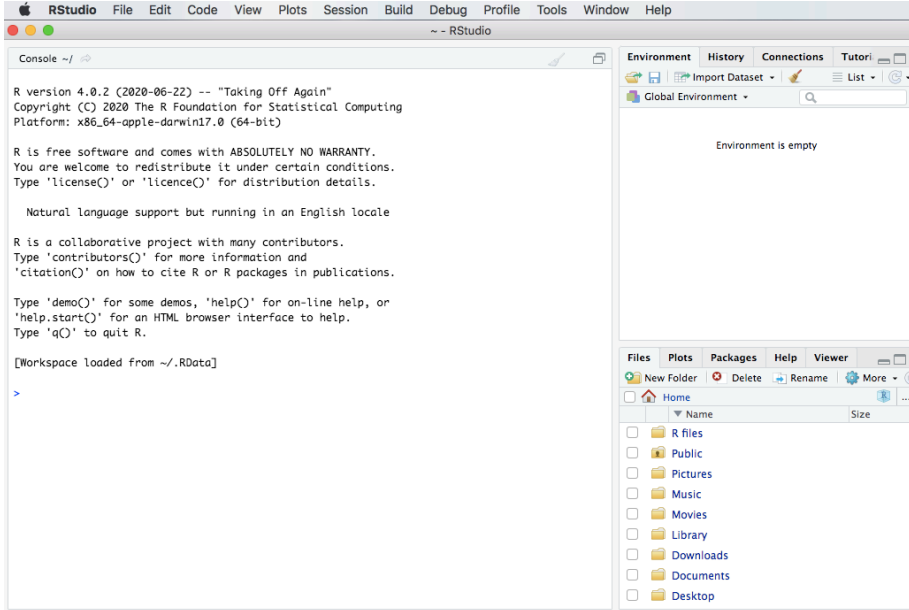 RStudio File Edit Code View Plots Session Build Debug Profile Tools Window Help
~ - RStudio
Console ~/
R version 4.0.2 (2020-06-22) -- "Taking Off Again"
Copyright (C) 2020 The R Foundation for Statistical Computing
Platform: x86_64-apple-darwin17.0 (64-bit)
R is free software and comes with ABSOLUTELY NO WARRANTY.
You are welcome to redistribute it under certain conditions.
Type 'license()' or 'licence()' for distribution details.
Natural language support but running in an English locale
R is a collaborative project with many contributors.
Type 'contributors()' for more information and
'citation()' on how to cite R or R packages in publications.
Type 'demo()' for some demos, 'help()' for on-line help, or
'help.start()' for an HTML browser interface to help.
Type 'q()' to quit R.
[Workspace loaded from ~/.RData]
>
Environment History Connections Tutori
Import Dataset List
Global Environment
Environment is empty
Files Plots Packages Help Viewer
New Folder Delete Rename More
Home R ...
Name Size
R files
Public
Pictures
Music
Movies
Library
Downloads
Documents
Desktop